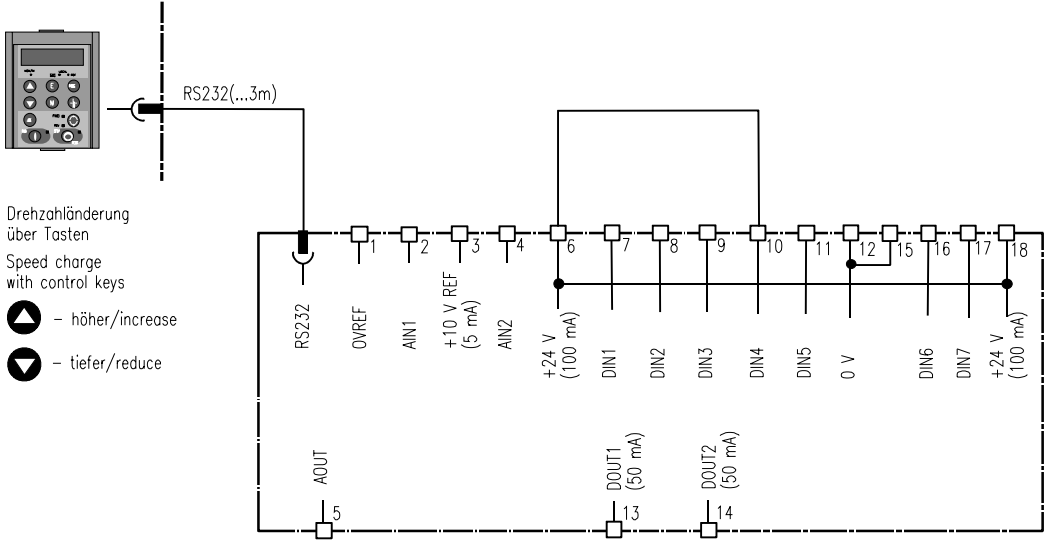 RS232(...3m)
Drehzahländerung
über Tasten
Speed charge
with control keys
– höher/increase
– tiefer/reduce
1
2
3
4
6
7
8
9
10
11
12
15
16
17
18
RS232
OVREF
AIN1
+10 V REF
(5 mA)
AIN2
+24 V
(100 mA)
DIN1
DIN2
DIN3
DIN4
DIN5
0 V
DIN6
DIN7
+24 V
(100 mA)
AOUT
DOUT1
(50 mA)
DOUT2
(50 mA)
5
13
14